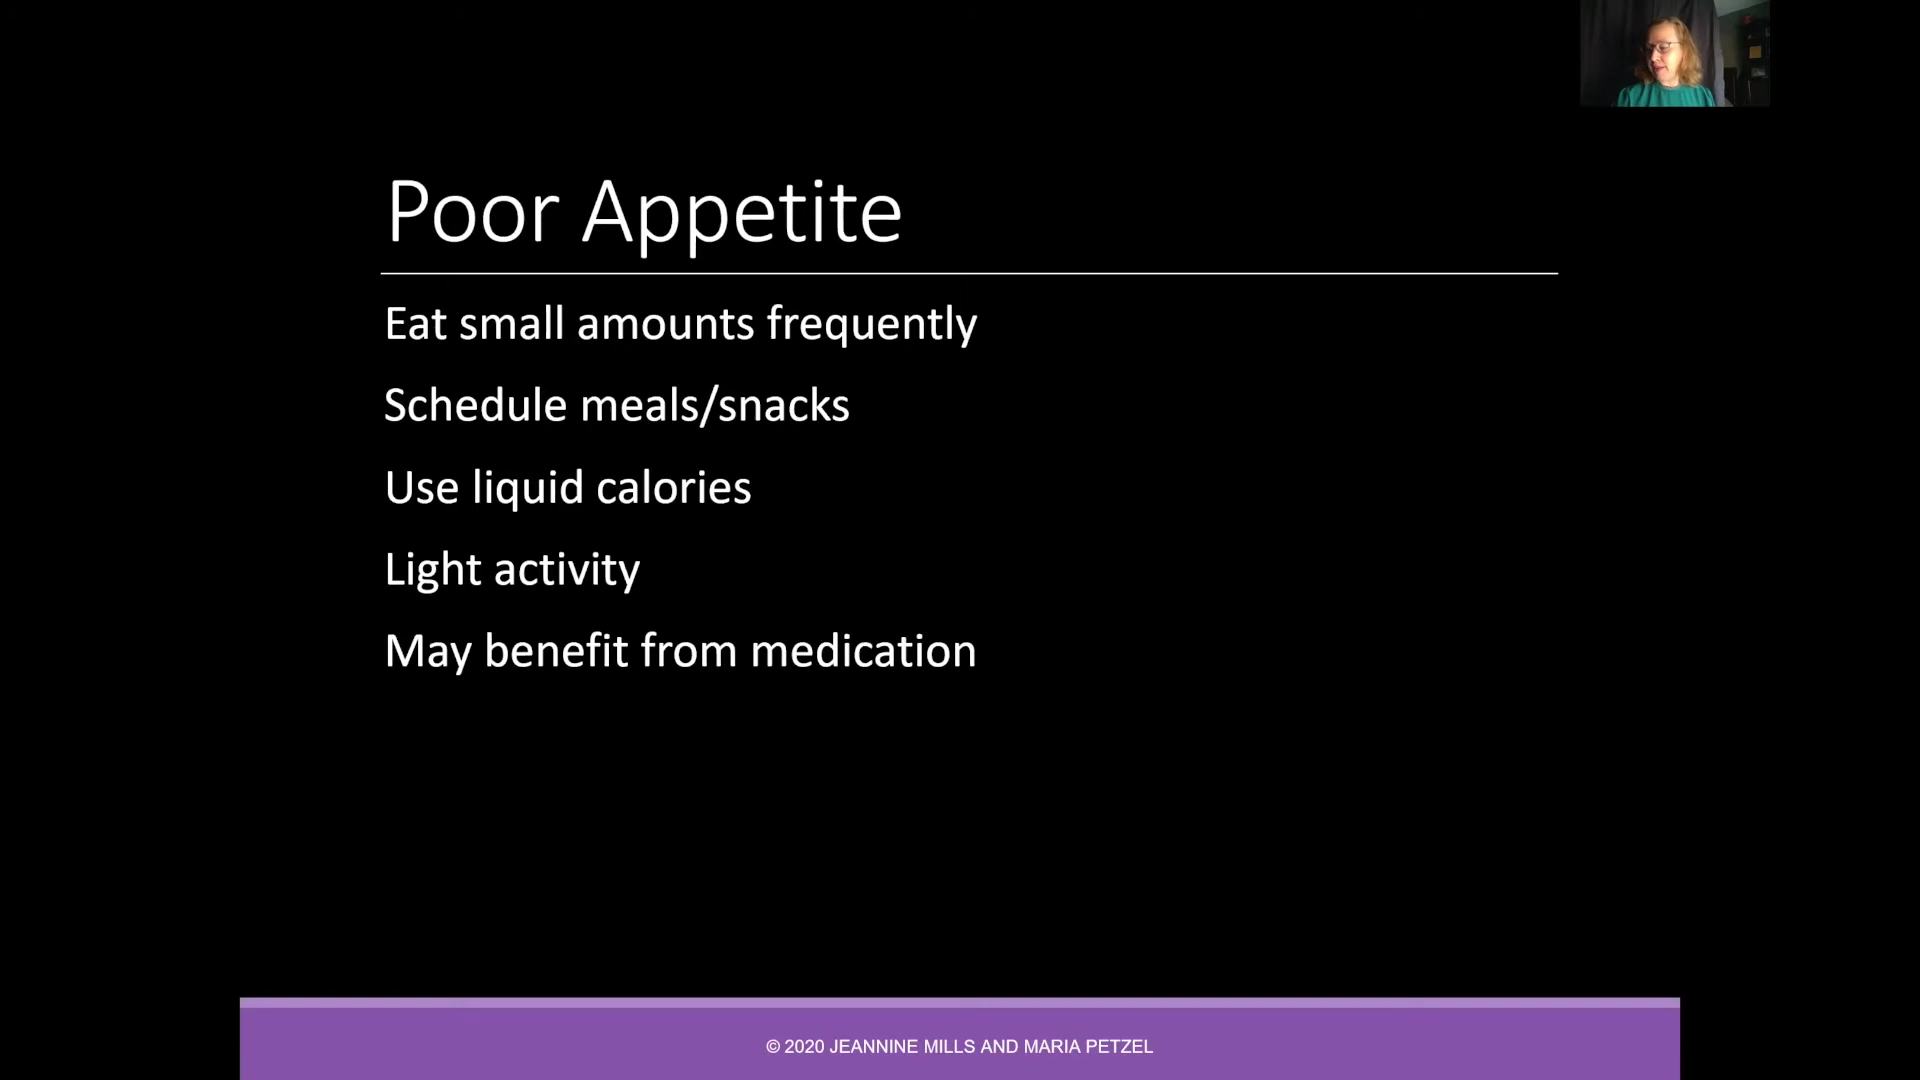 Poor Appetite
Eat small amounts frequently
Schedule meals/snacks
Use liquid calories
Light activity
May benefit from medication
© 2020 JEANNINE MILLS AND MARIA PETZEL